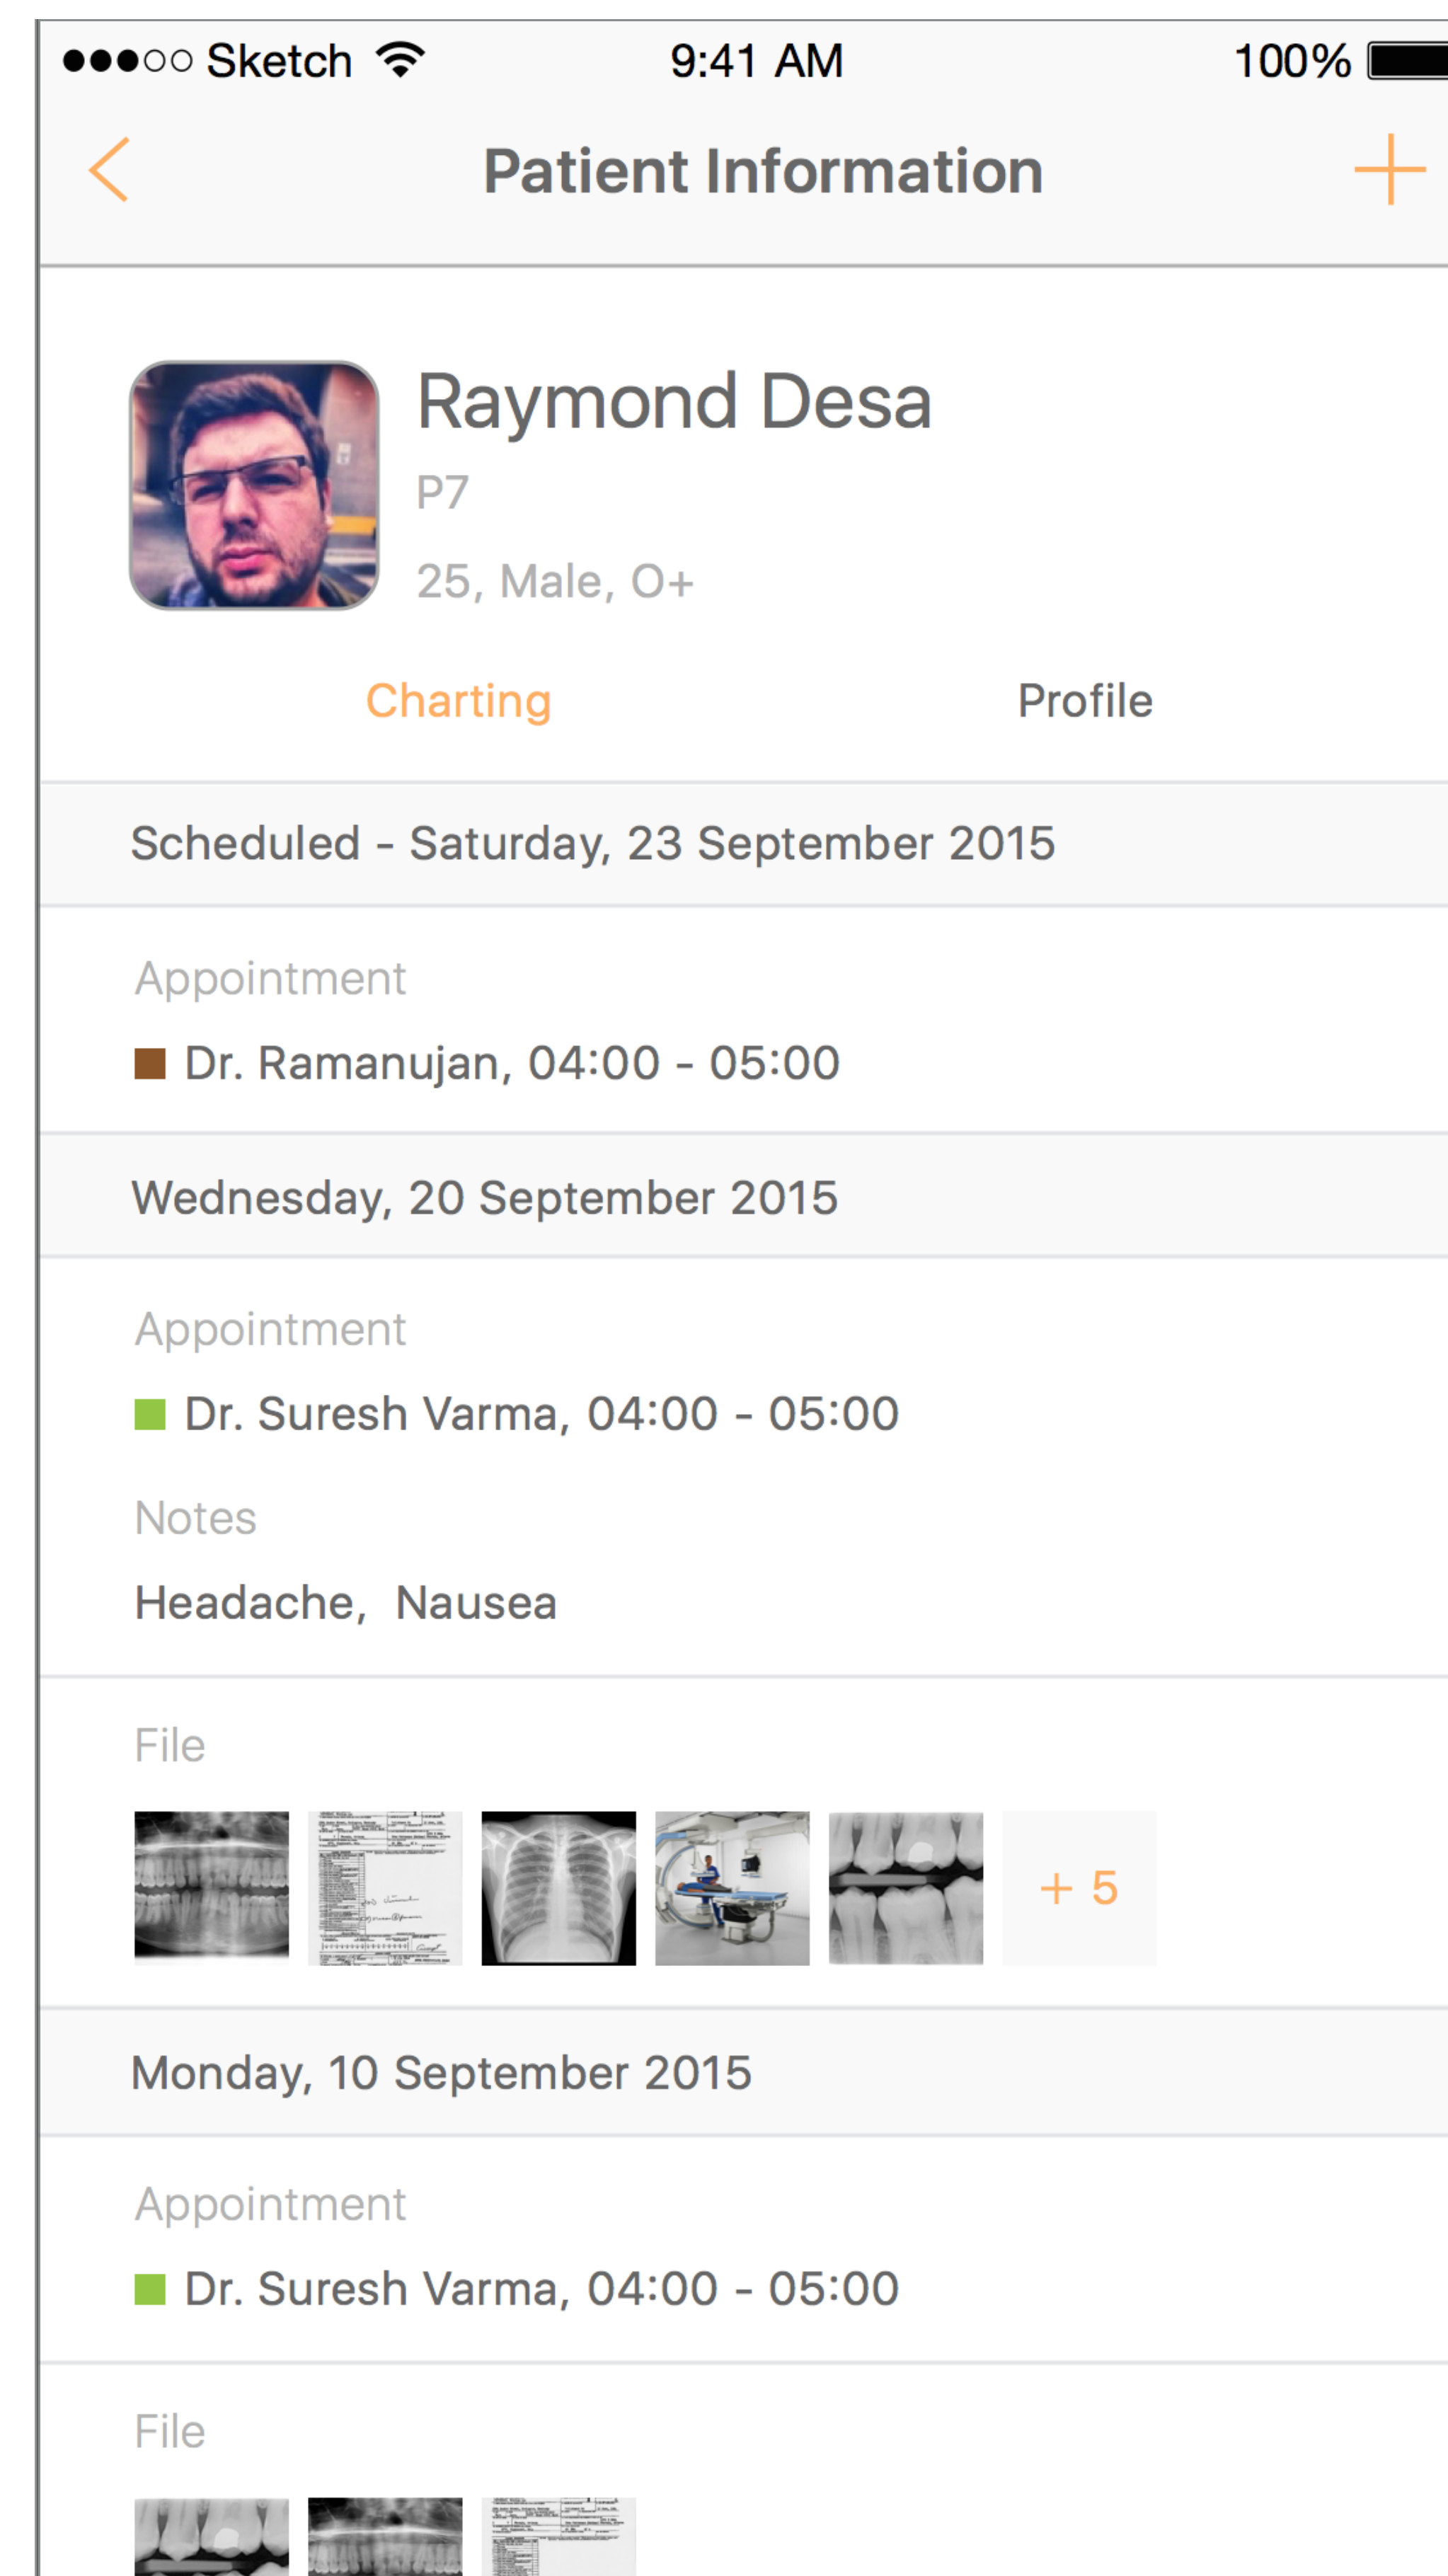 Sketch 9:41 AM 100%
Patient Information
Raymond Desa
P7
25, Male, O+
Charting Profile
Scheduled - Saturday, 23 September 2015
Appointment
Dr. Ramanujan, 04:00 - 05:00
Wednesday, 20 September 2015
Appointment
Dr. Suresh Varma, 04:00 - 05:00
Notes
Headache, Nausea
File
+ 5
Monday, 10 September 2015
Appointment
Dr. Suresh Varma, 04:00 - 05:00
File